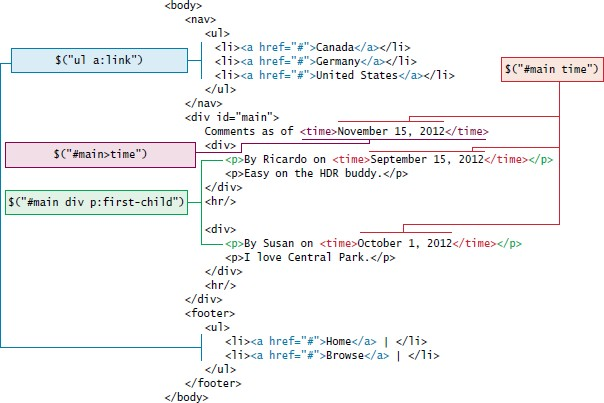 <body>
<nav>
<ul>
$("ul a:link")
<li><a href="#">Canada</a></li>
<li><a href="#">Germany</a></li>
<li><a href="#">United States</a></li>
$("#main time")
</ul>
</nav>
<div id="main">
Comments as of <time>November 15, 2012</time>
<div>
$("#main>time")
<p>By Ricardo on <time>September 15, 2012</time></p>
<p>Easy on the HDR buddy.</p>
</div>
$("#main div p:first-child")
<hr/>
<div>
<p>By Susan on <time>October 1, 2012</time></p>
<p>I love Central Park.</p>
</div>
<hr/>
</div>
<footer>
<ul>
<li><a href="#">Home</a> | </li>
<li><a href="#">Browse</a> | </li>
</ul>
</footer>
</body>